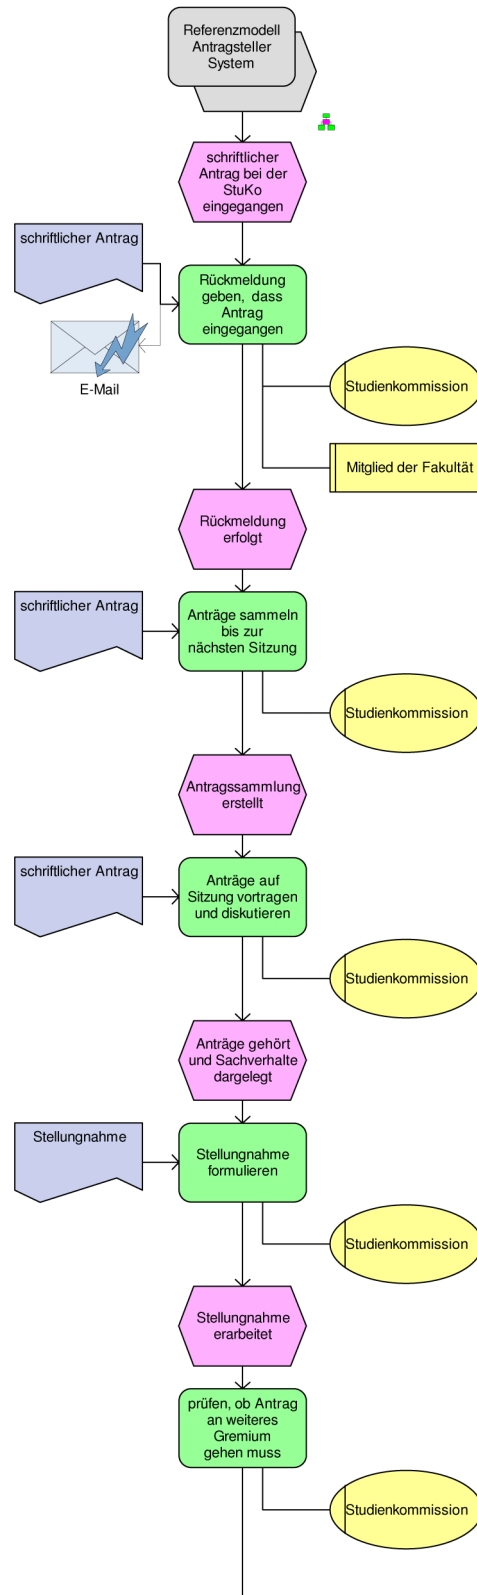 Referenzmodell
Antragsteller
System
schriftlicher
Antrag bei der
StuKo
eingegangen
schriftlicher Antrag
Rückmeldung
geben, dass
Antrag
eingegangen
E-Mail
Studienkommission
Mitglied der Fakultät
Rückmeldung
erfolgt
schriftlicher Antrag
Anträge sammeln
bis zur
nächsten Sitzung
Studienkommission
Antragssammlung
erstellt
schriftlicher Antrag
Anträge auf
Sitzung vortragen
und diskutieren
Studienkommission
Anträge gehört
und Sachverhalte
dargelegt
Stellungnahme
Stellungnahme
formulieren
Studienkommission
Stellungnahme
erarbeitet
prüfen, ob Antrag
an weiteres
Gremium
gehen muss
Studienkommission